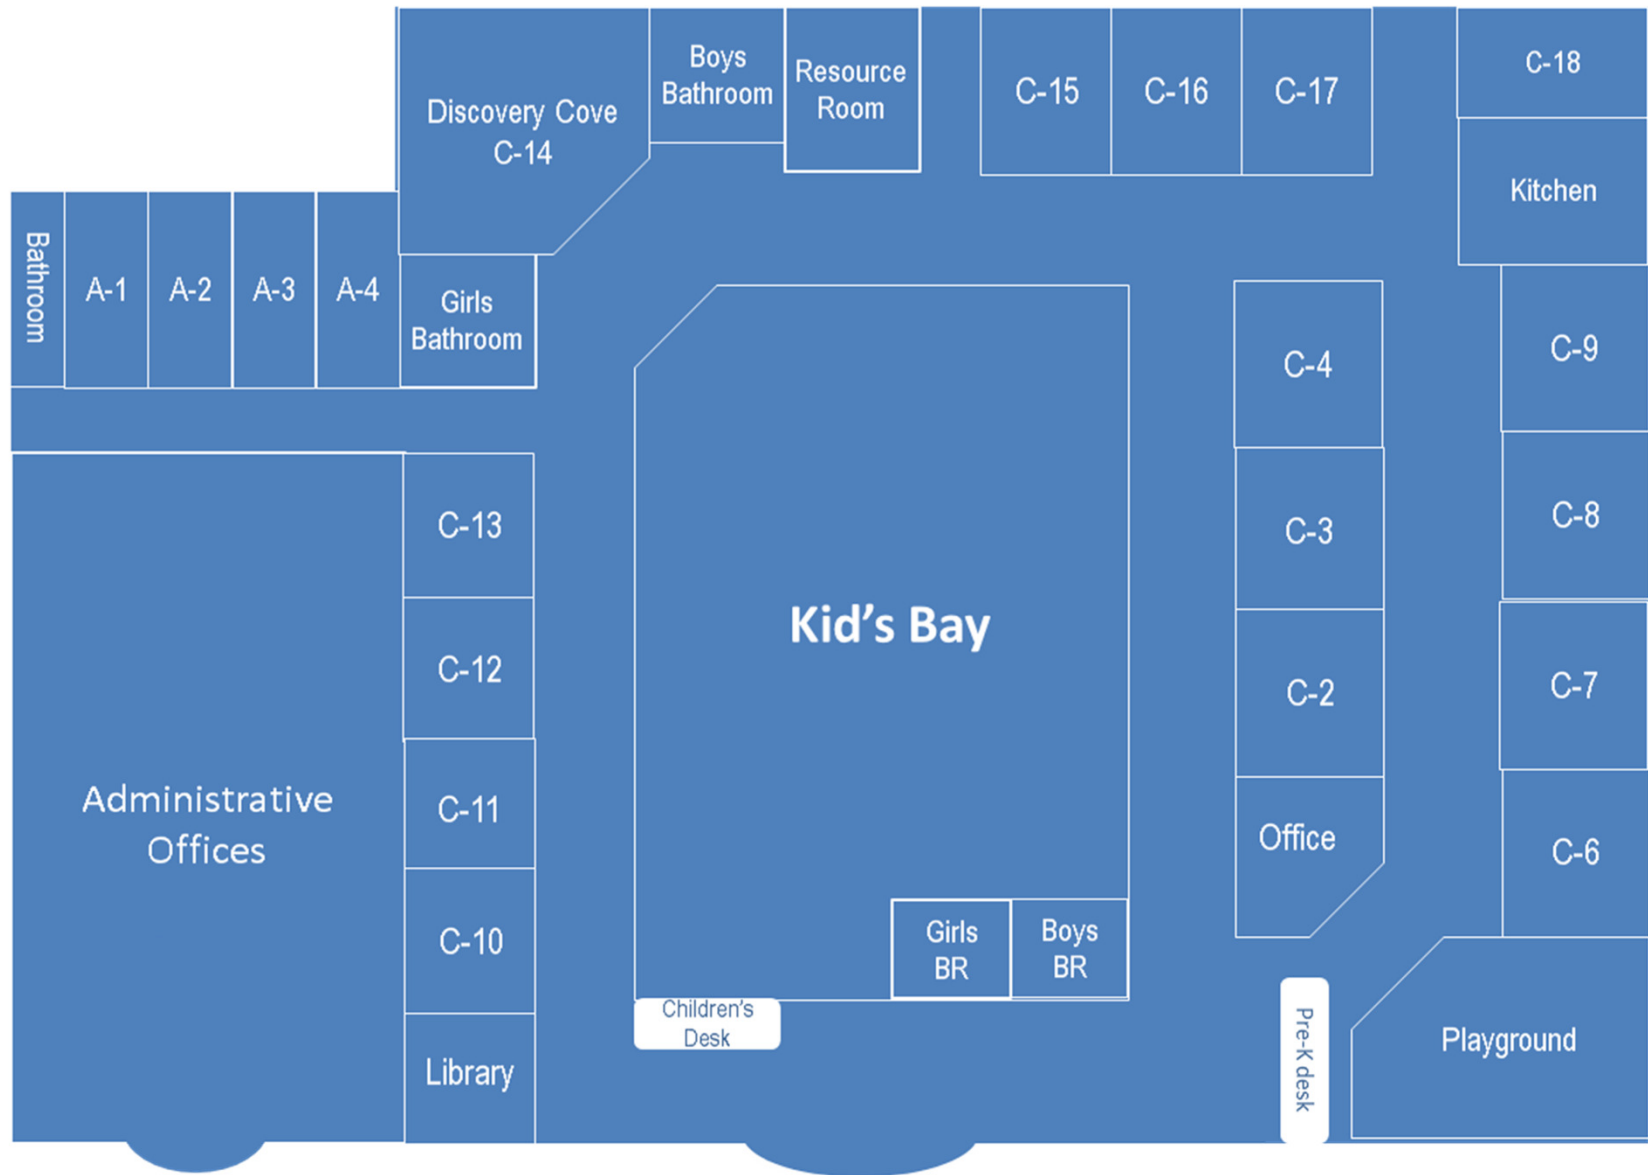 Discovery Cove
C-14
Boys
Bathroom
Resource
Room
C-15
C-16
C-17
C-18
Kitchen
Bathroom
A-1
A-2
A-3
A-4
Girls
Bathroom
C-4
C-9
C-13
C-3
C-8
Kid's Bay
C-12
C-2
C-7
Administrative
Offices
C-11
Office
C-6
C-10
Girls
BR
Boys
BR
Children's
Desk
Library
Pre-K desk
Playground